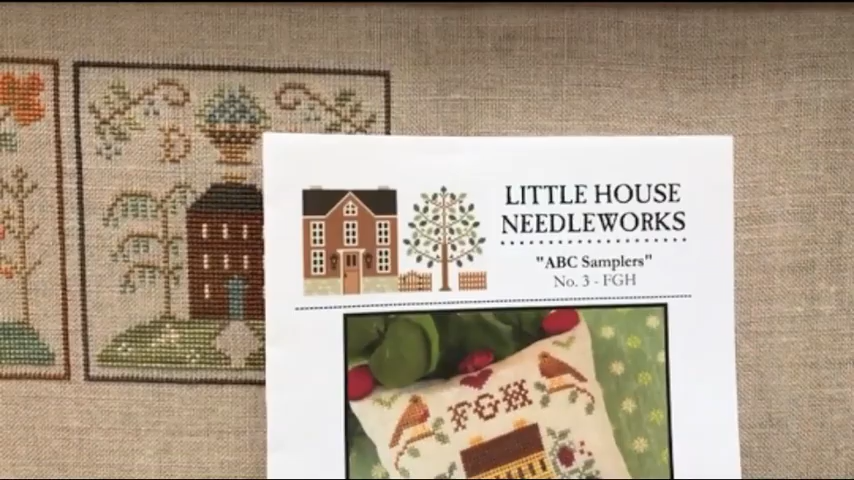 LITTLE HOUSE
NEEDLEWORKS
"ABC Samplers"
No. 3 - FGH
FGH